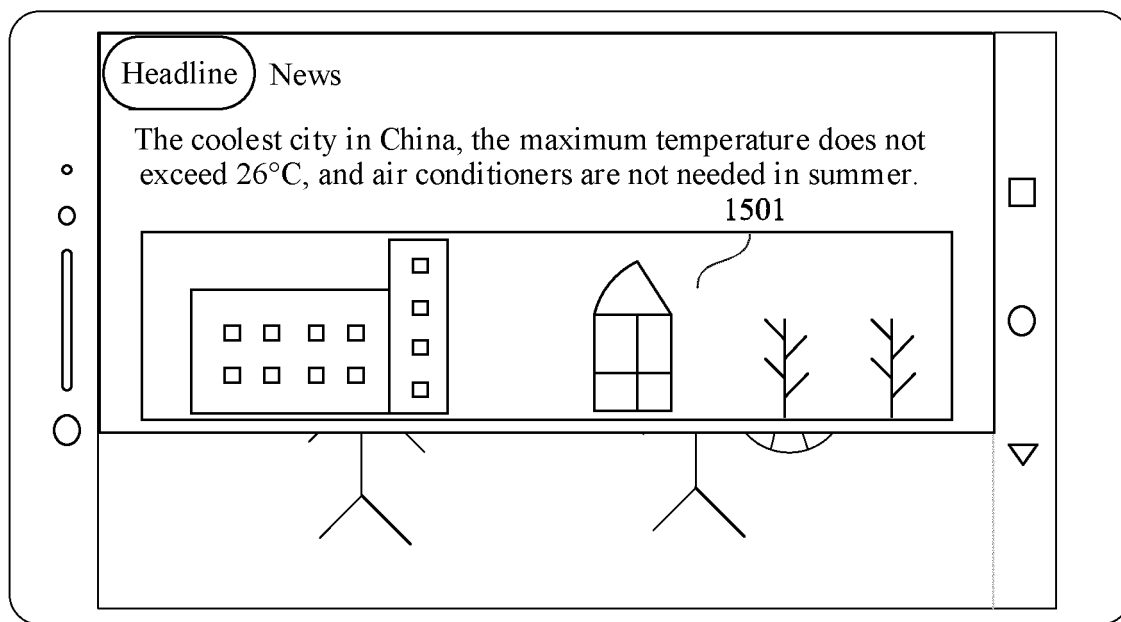 Headline News
The coolest city in China, the maximum temperature does not
exceed 26°C, and air conditioners are not needed in summer.
1501